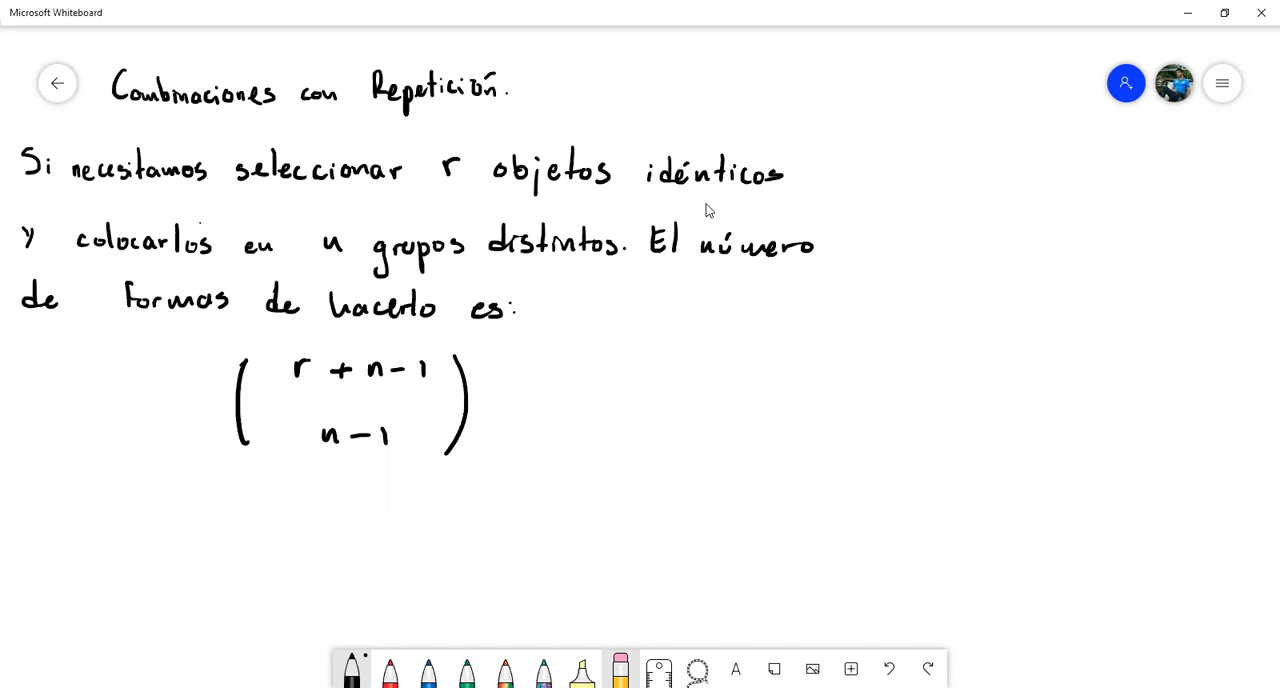 Microsoft Whiteboard
Combinaciones con Repetición.
Si necesitamos seleccionar r objetos idénticos
y colocarlos en n grupos distintos. El número
de formas de hacerlo es:
( r + n - 1
n - 1 )
A